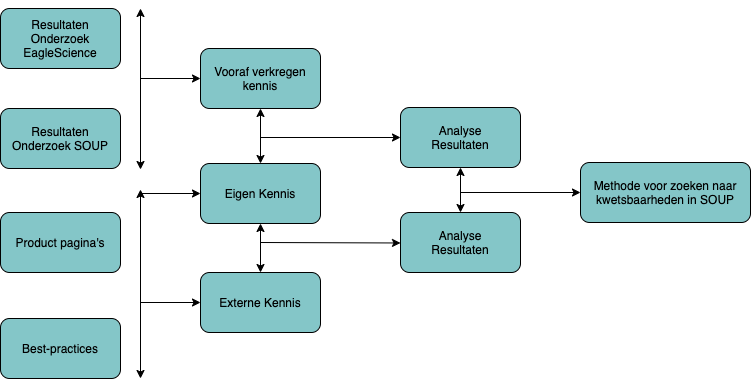 Resultaten
Onderzoek
EagleScience
Resultaten
Onderzoek SOUP
Product pagina's
Best-practices
Vooraf verkregen
kennis
Eigen Kennis
Externe Kennis
Analyse
Resultaten
Analyse
Resultaten
Methode voor zoeken naar
kwetsbaarheden in SOUP